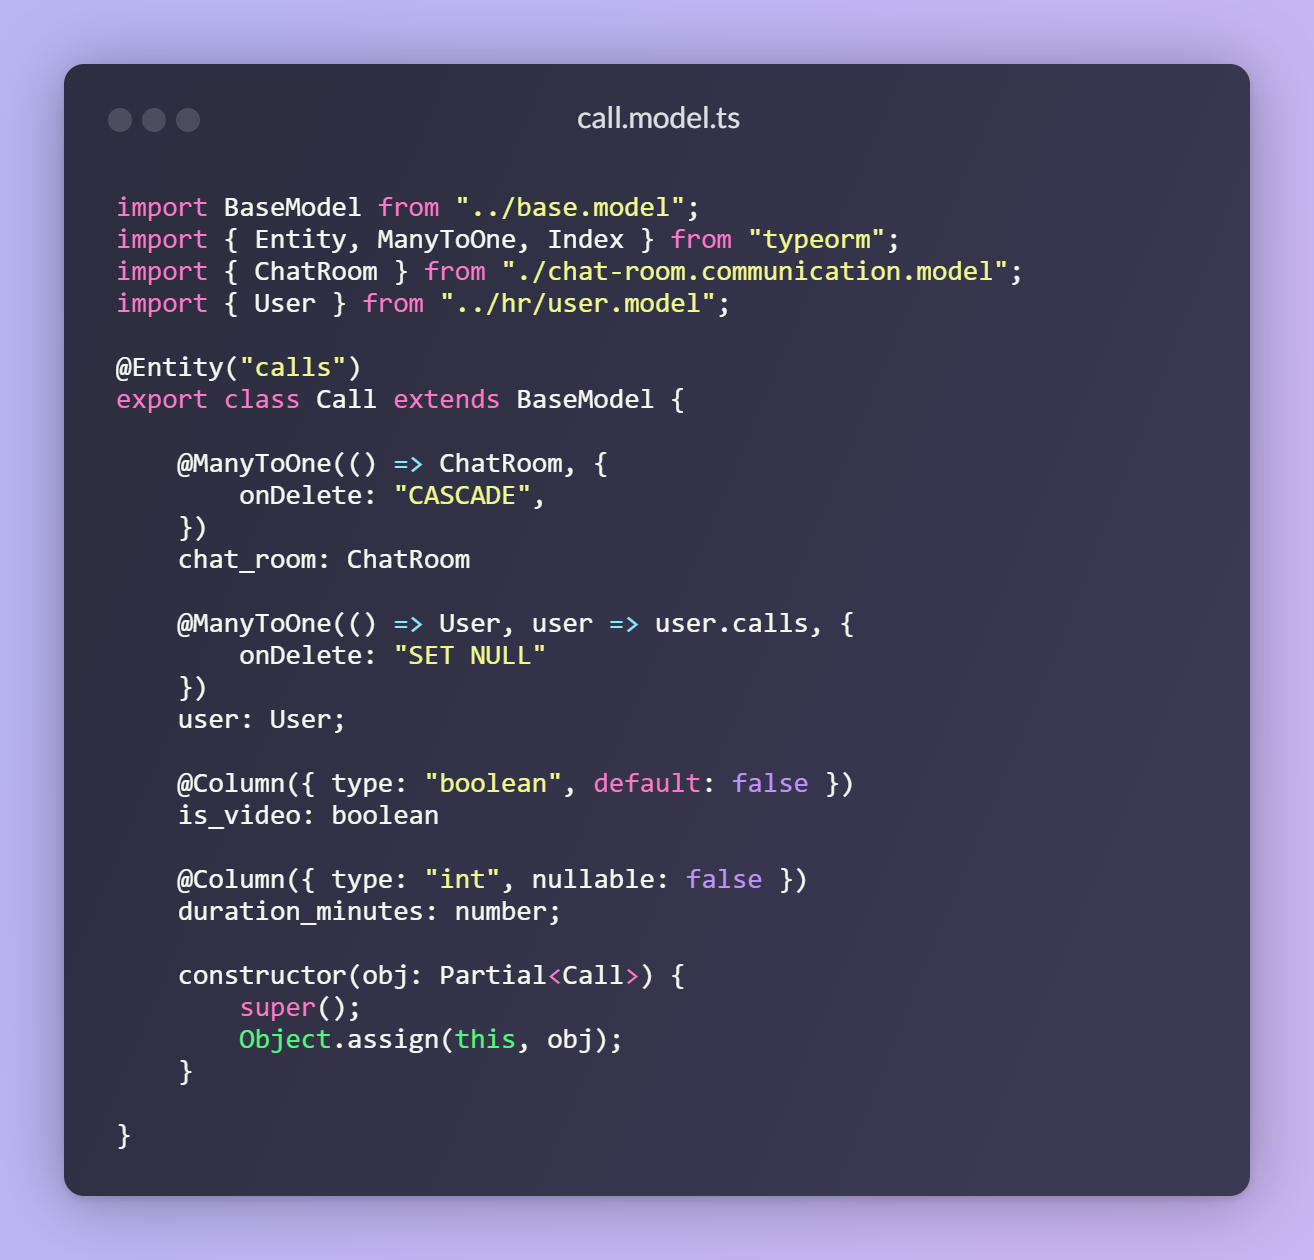 call.model.ts
import BaseModel from "../base.model";
import { Entity, ManyToOne, Index } from "typeorm";
import { ChatRoom } from "./chat-room.communication.model";
import { User } from "../hr/user.model";
@Entity("calls")
export class Call extends BaseModel {
    @ManyToOne(() => ChatRoom, {
        onDelete: "CASCADE",
    })
    chat_room: ChatRoom
    @ManyToOne(() => User, user => user.calls, {
        onDelete: "SET NULL"
    })
    user: User;
    @Column({ type: "boolean", default: false })
    is_video: boolean
    @Column({ type: "int", nullable: false })
    duration_minutes: number;
    constructor(obj: Partial<Call>) {
        super();
        Object.assign(this, obj);
    }
}